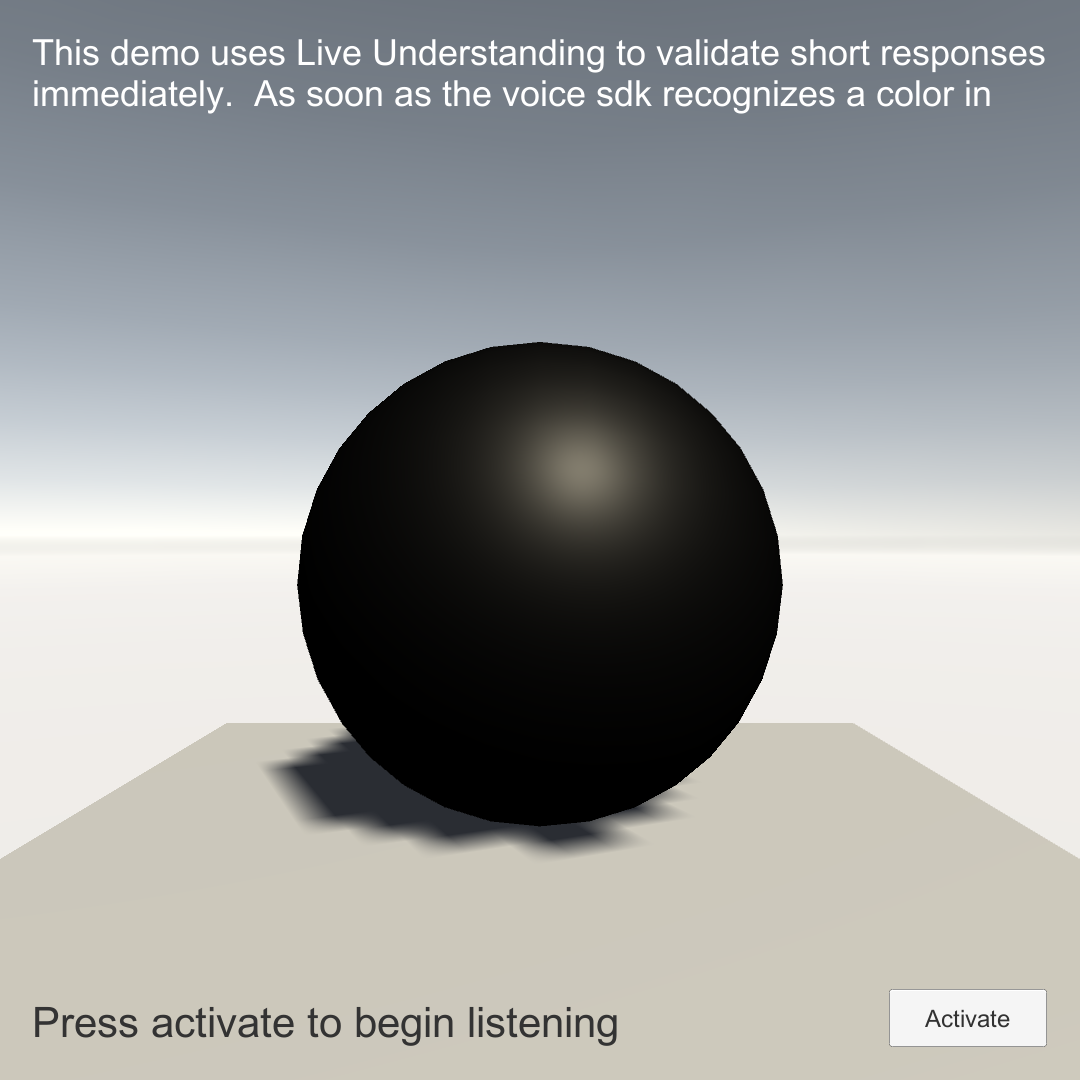 This demo uses Live Understanding to validate short responses
immediately.  As soon as the voice sdk recognizes a color in
Press activate to begin listening
Activate